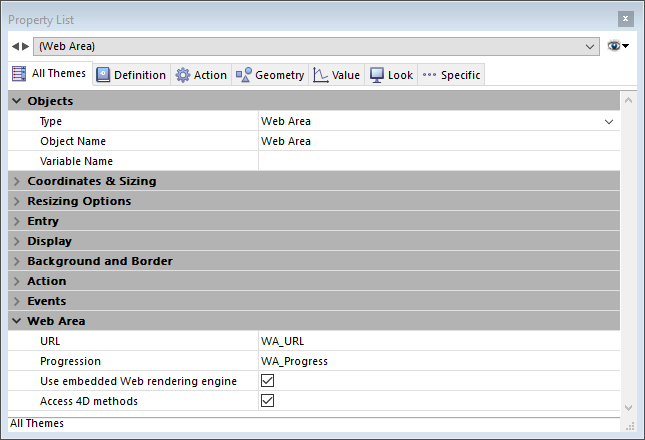 Property List
(Web Area)
All Themes Definition Action Geometry Value Look Specific
Objects
Type Web Area
Object Name Web Area
Variable Name
Coordinates & Sizing
Resizing Options
Entry
Display
Background and Border
Action
Events
Web Area
URL WA_URL
Progression WA_Progress
Use embedded Web rendering engine
Access 4D methods
All Themes